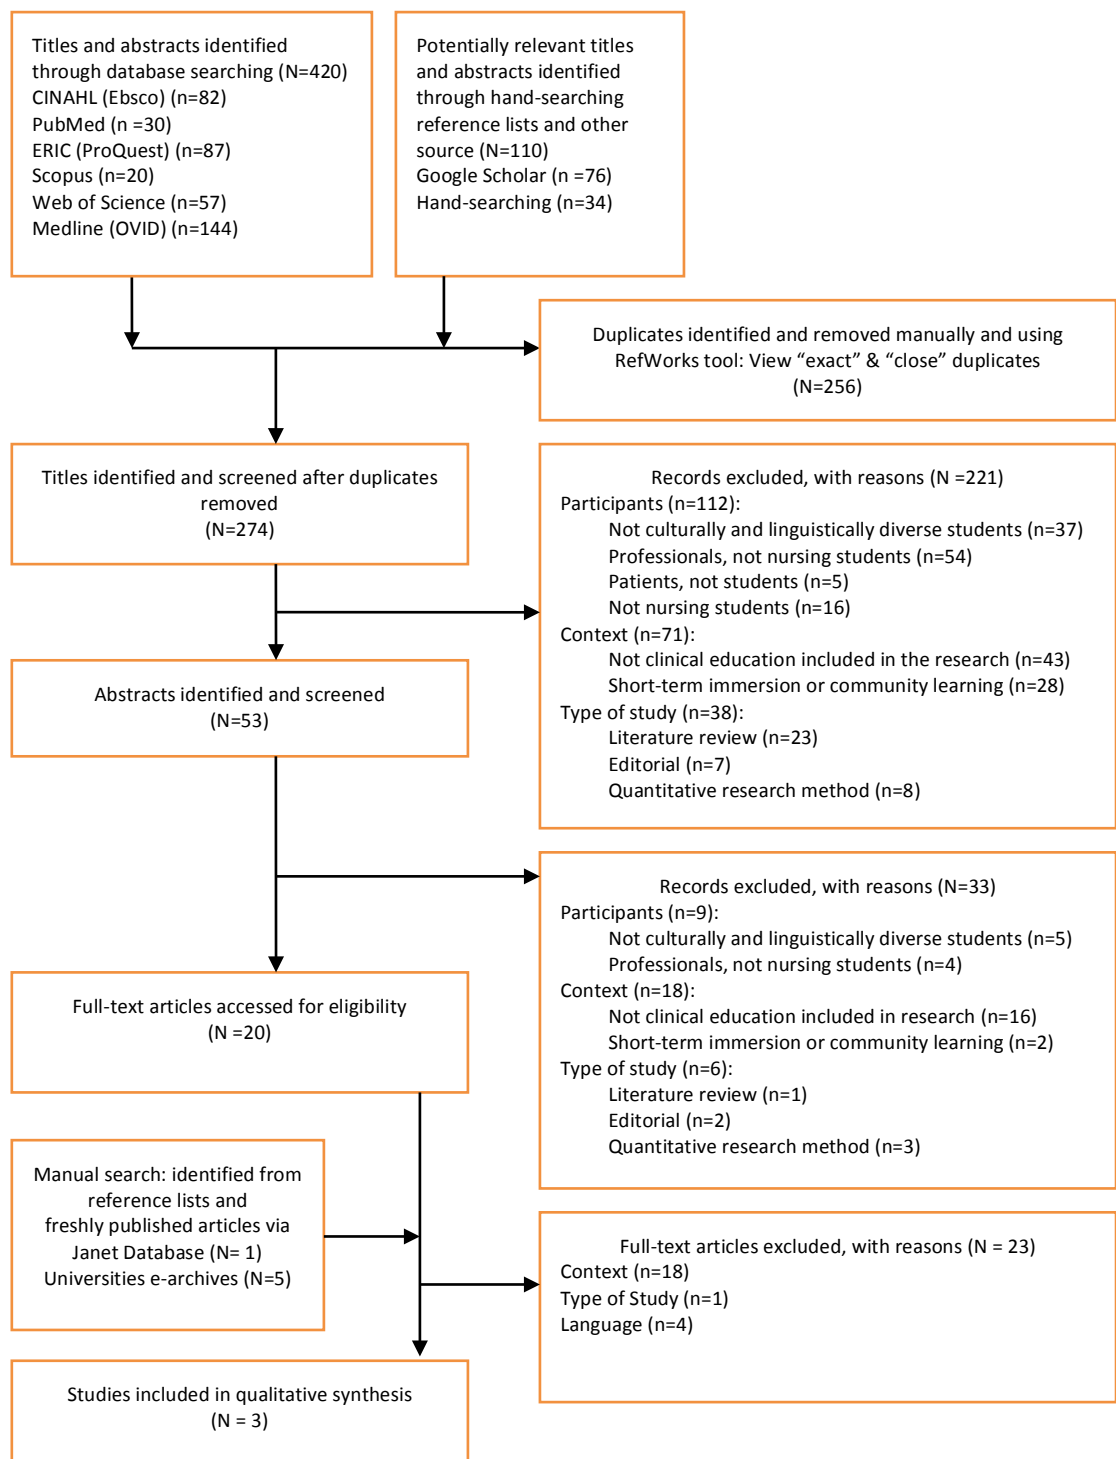 Titles and abstracts identified
through database searching (N=420)
CINAHL (Ebsco) (n=82)
PubMed (n =30)
ERIC (ProQuest) (n=87)
Scopus (n=20)
Web of Science (n=57)
Medline (OVID) (n=144)
Potentially relevant titles
and abstracts identified
through hand-searching
reference lists and other
source (N=110)
Google Scholar (n =76)
Hand-searching (n=34)
Duplicates identified and removed manually and using
RefWorks tool: View “exact” & “close” duplicates
(N=256)
Titles identified and screened after duplicates
removed
(N=274)
Records excluded, with reasons (N =221)
Participants (n=112):
Not culturally and linguistically diverse students (n=37)
Professionals, not nursing students (n=54)
Patients, not students (n=5)
Not nursing students (n=16)
Context (n=71):
Not clinical education included in the research (n=43)
Short-term immersion or community learning (n=28)
Type of study (n=38):
Literature review (n=23)
Editorial (n=7)
Quantitative research method (n=8)
Abstracts identified and screened
(N=53)
Records excluded, with reasons (N=33)
Participants (n=9):
Not culturally and linguistically diverse students (n=5)
Professionals, not nursing students (n=4)
Context (n=18):
Not clinical education included in research (n=16)
Short-term immersion or community learning (n=2)
Type of study (n=6):
Literature review (n=1)
Editorial (n=2)
Quantitative research method (n=3)
Full-text articles accessed for eligibility
(N =20)
Manual search: identified from
reference lists and
freshly published articles via
Janet Database (N= 1)
Universities e-archives (N=5)
Full-text articles excluded, with reasons (N = 23)
Context (n=18)
Type of Study (n=1)
Language (n=4)
Studies included in qualitative synthesis
(N = 3)